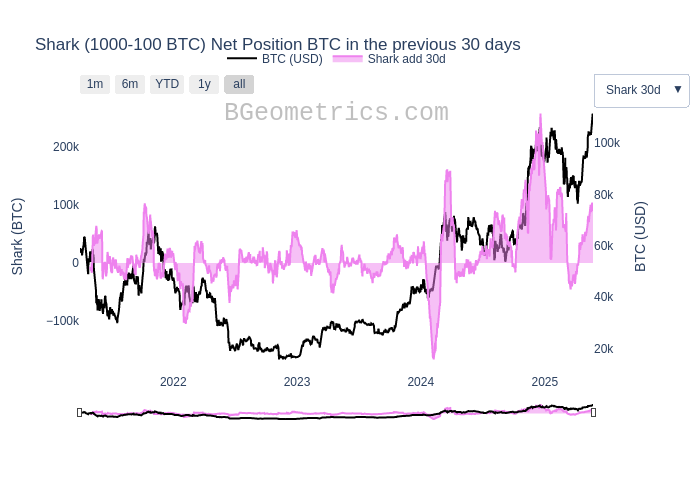 Shark (1000-100 BTC) Net Position BTC in the previous 30 days
BTC (USD) Shark add 30d
1m 6m YTD 1y all
Shark 30d ▼
BGeometrics.com
200k
100k
0
−100k
Shark (BTC)
100k
80k
60k
40k
20k
BTC (USD)
2022 2023 2024 2025